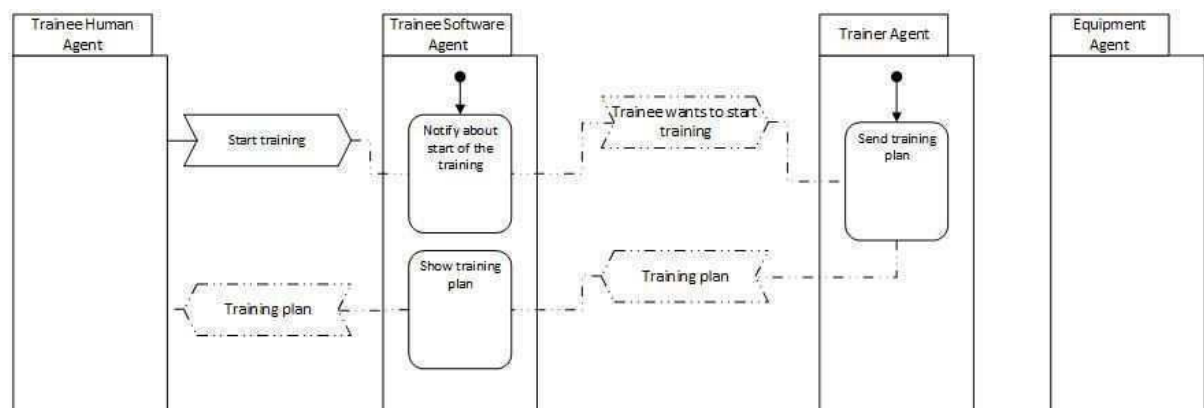 Trainee Human
Agent
Trainee Software
Agent
Trainer Agent
Equipment
Agent
Start training
Notify about
start of the
training
Trainee wants to start
training
Send training
plan
Training plan
Show training
plan
Training plan